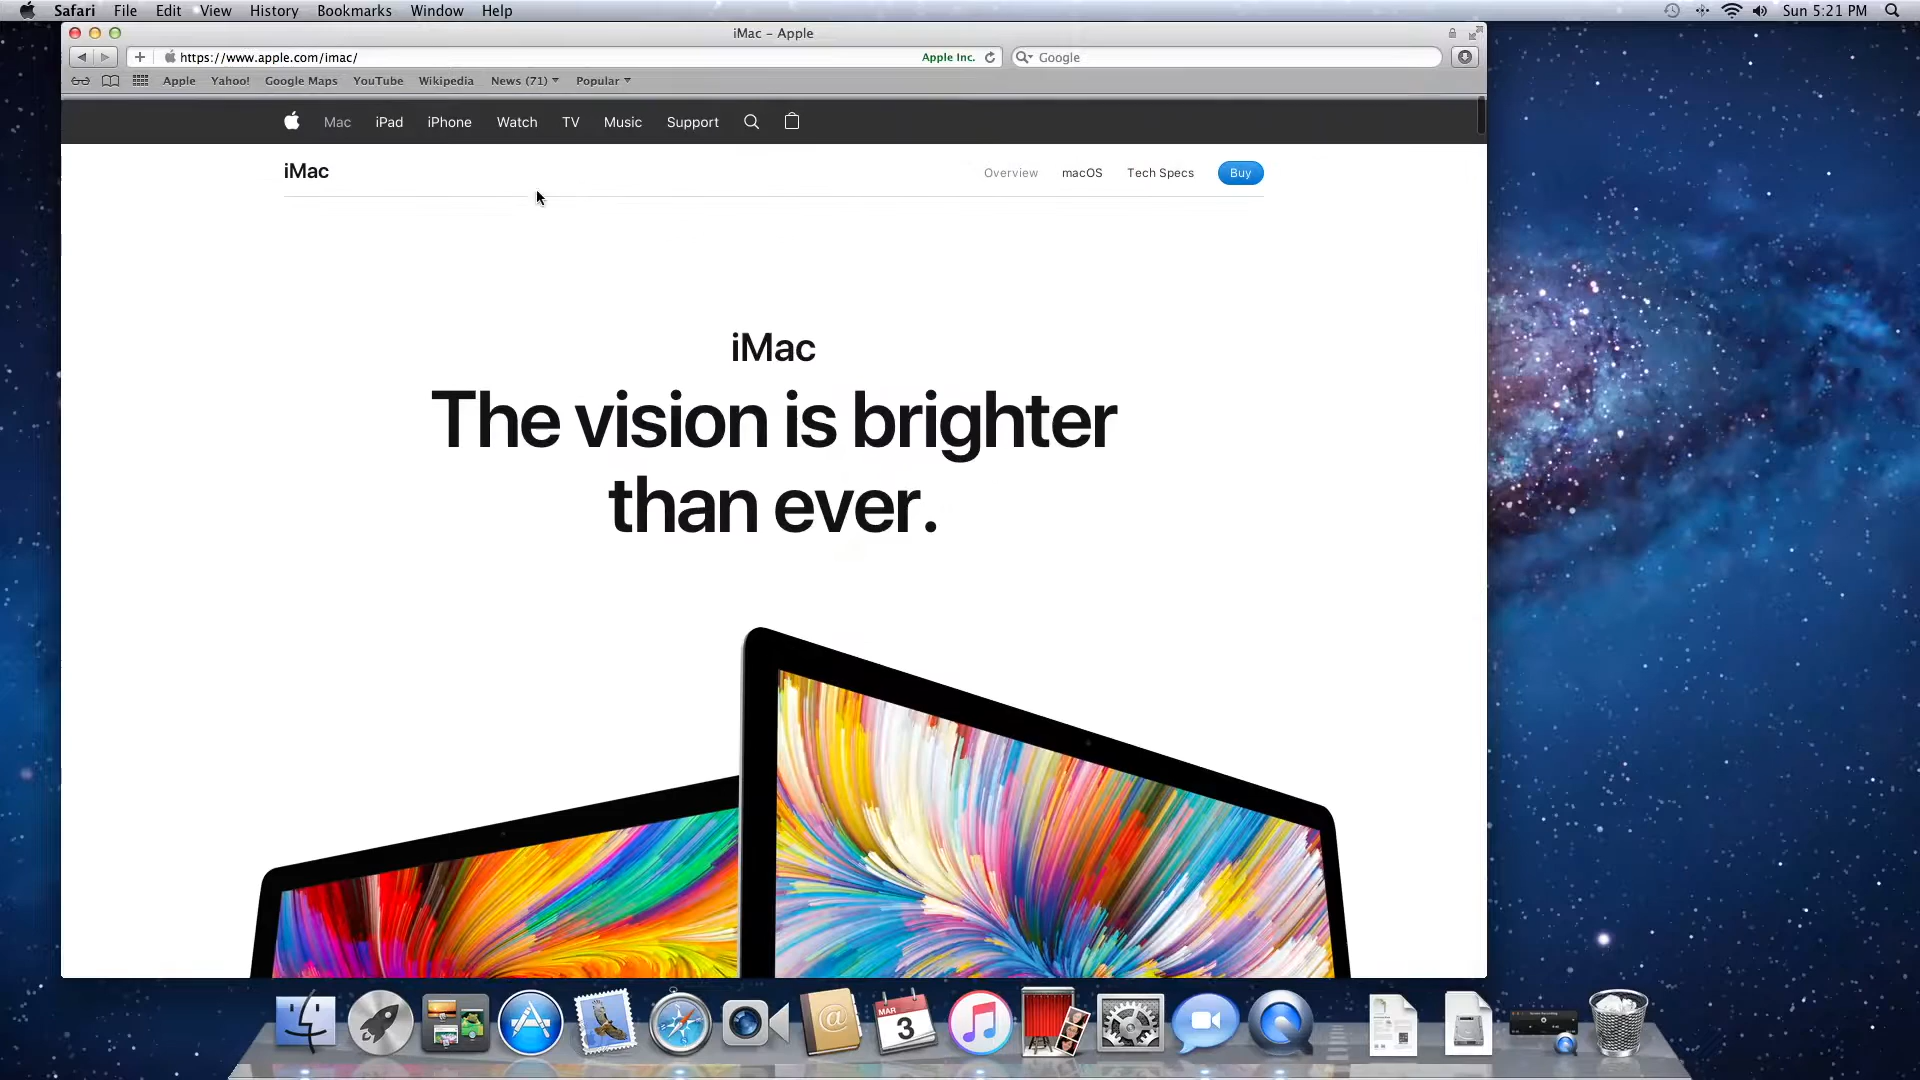 Safari File Edit View History Bookmarks Window Help Sun 5:21 PM
iMac – Apple
https://www.apple.com/imac/ Apple Inc. Google
Apple Yahoo! Google Maps YouTube Wikipedia News (71) Popular
Mac iPad iPhone Watch TV Music Support
iMac Overview macOS Tech Specs Buy
iMac
The vision is brighter
than ever.
MAR
3